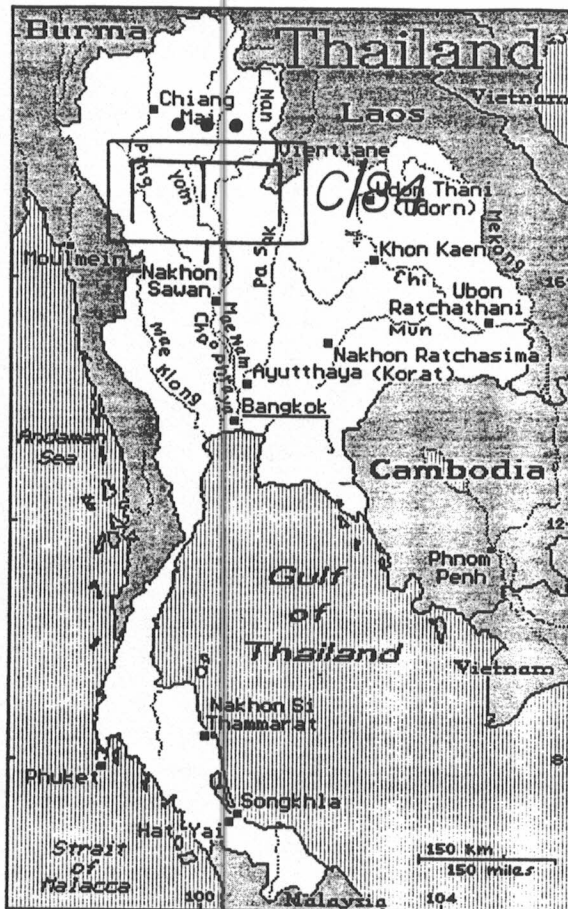 Burma
Thailand
Vietnam
Chiang
Mai
Nan
Laos
Vientiane
Ping
Yom
C/84
Udon Thani
(Udorn)
Mekong
Pa Sak
Khon Kaen
Moulmein
Chi
Nakhon
Sawan
Ubon
Ratchathani
16
Mun
Mae Nam
Chao Phraya
Mae Klong
Nakhon Ratchasima
Ayutthaya (Korat)
Bangkok
Andaman
Sea
Cambodia
12
Phnom
Penh
Gulf
of
Thailand
Vietnam
Nakhon Si
Thammarat
8
Phuket
Songkhla
Hat Yai
Strait
of
Malacca
150 km
150 miles
100
Malaysia
104